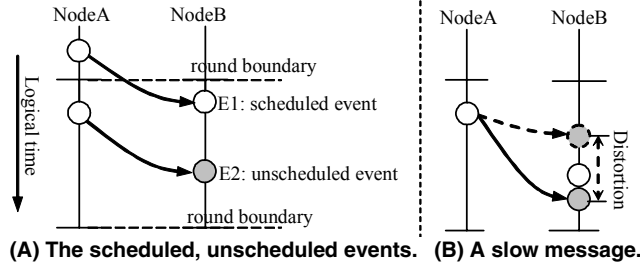 NodeA
NodeB
round boundary
E1: scheduled event
E2: unscheduled event
round boundary
Logical time
(A) The scheduled, unscheduled events.
NodeA
NodeB
Distortion
(B) A slow message.